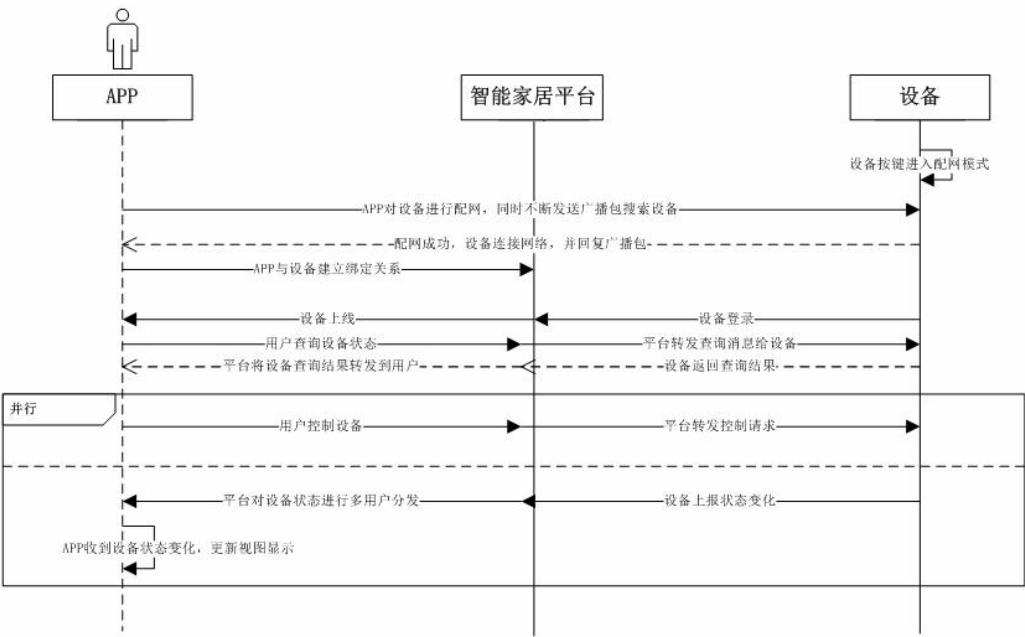 APP
智能家居平台
设备
设备按键进入配网模式
APP对设备进行配网，同时不断发送广播包搜索设备
配网成功，设备连接网络，并回复广播包
APP与设备建立绑定关系
设备上线
设备登录
用户查询设备状态
平台转发查询消息给设备
平台将设备查询结果转发到用户
设备返回查询结果
并行
用户控制设备
平台转发控制请求
平台对设备状态进行多用户分发
设备上报状态变化
APP收到设备状态变化，更新视图显示